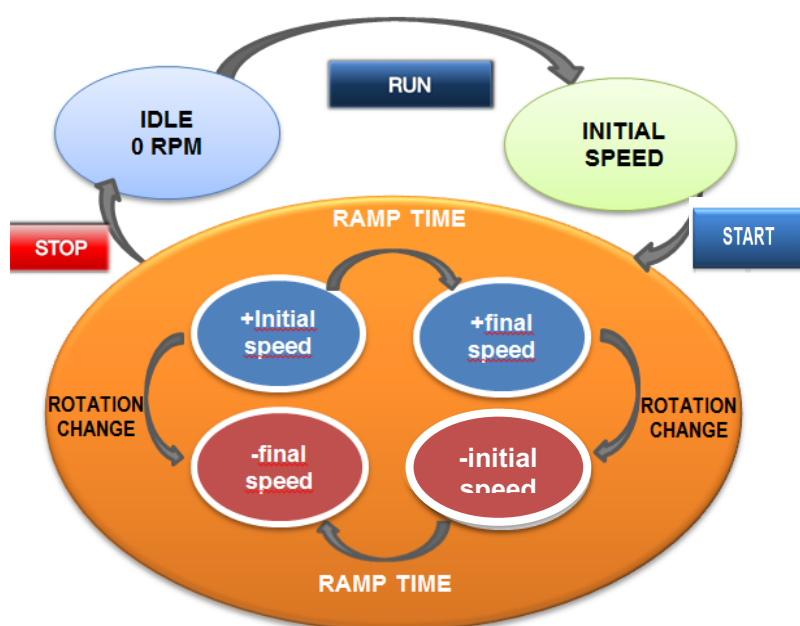 RUN
IDLE
0 RPM
INITIAL
SPEED
RAMP TIME
STOP
START
+Initial
speed
+final
speed
ROTATION
CHANGE
ROTATION
CHANGE
-final
speed
-initial
speed
RAMP TIME